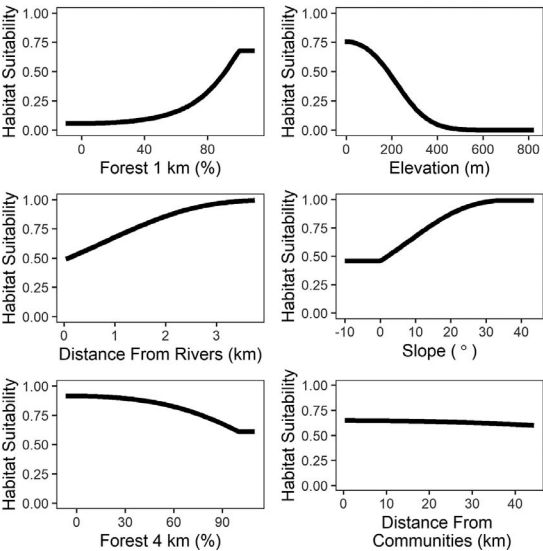 Habitat Suitability
1.00
0.75
0.50
0.25
0.00
0 40 80
Forest 1 km (%)
Habitat Suitability
1.00
0.75
0.50
0.25
0.00
0 200 400 600 800
Elevation (m)
Habitat Suitability
1.00
0.75
0.50
0.25
0.00
0 1 2 3
Distance From Rivers (km)
Habitat Suitability
1.00
0.75
0.50
0.25
0.00
-10 0 10 20 30 40
Slope ( ° )
Habitat Suitability
1.00
0.75
0.50
0.25
0.00
0 30 60 90
Forest 4 km (%)
Habitat Suitability
1.00
0.75
0.50
0.25
0.00
0 10 20 30 40
Distance From
Communities (km)